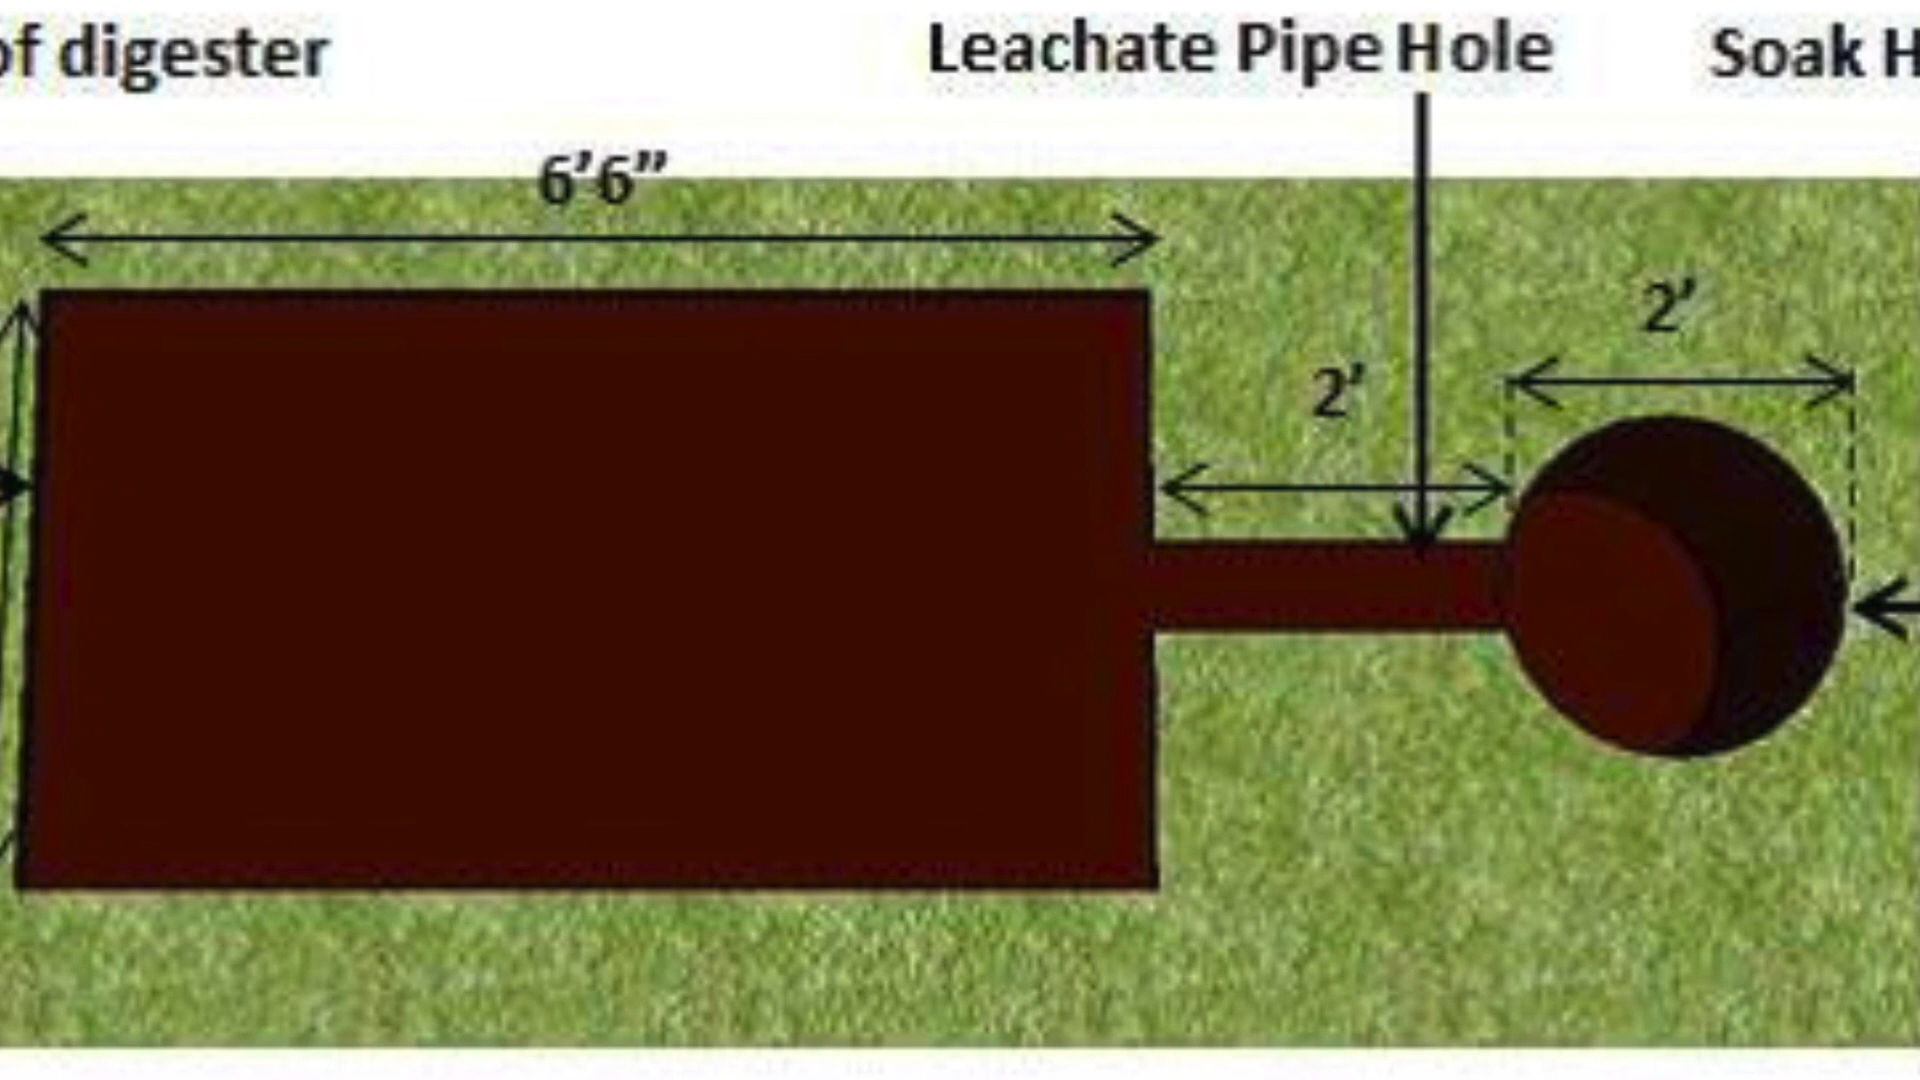 of digester
Leachate Pipe Hole
Soak H
6’6”
2’
2’